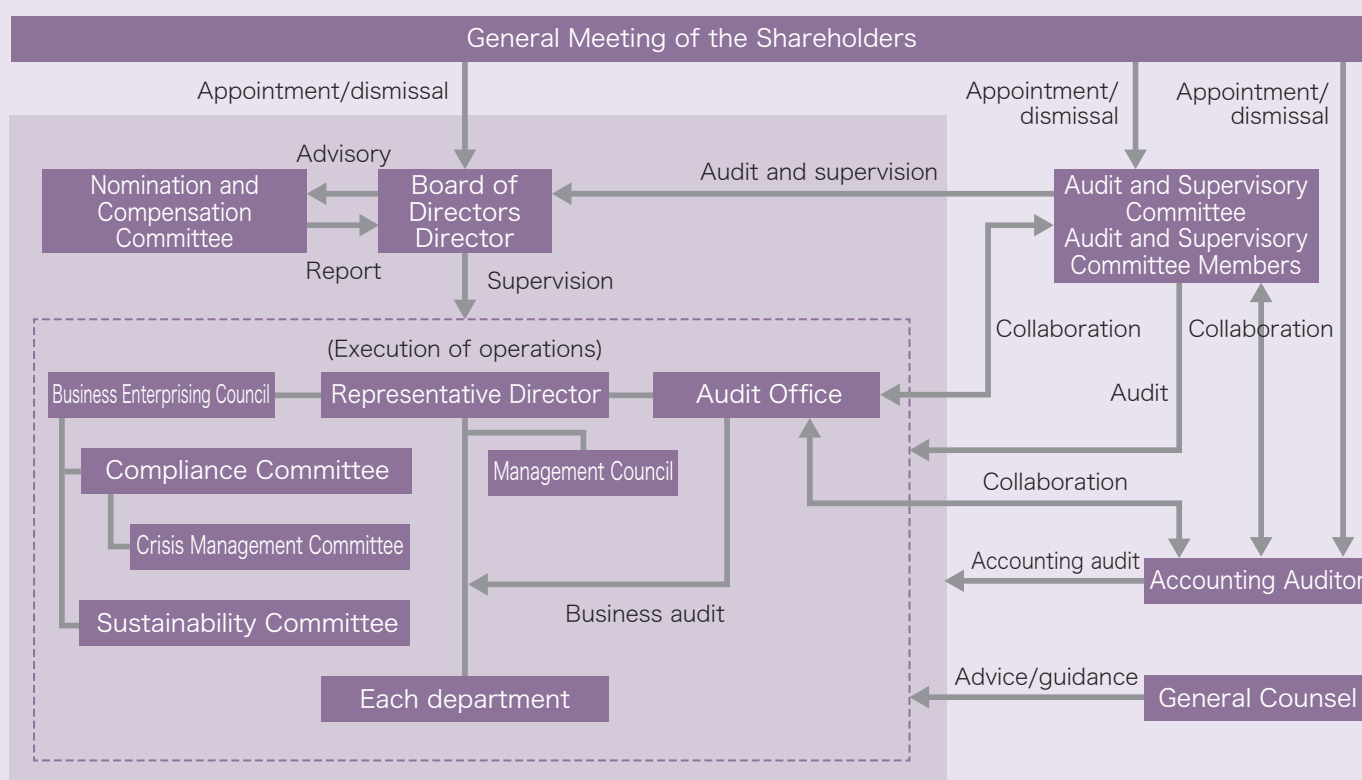 General Meeting of the Shareholders
Appointment/dismissal
Appointment/
dismissal
Appointment/
dismissal
Advisory
Nomination and
Compensation
Committee
Board of
Directors
Director
Report
Supervision
Audit and supervision
Audit and Supervisory
Committee
Audit and Supervisory
Committee Members
Collaboration
Collaboration
Audit
(Execution of operations)
Business Enterprising Council
Representative Director
Audit Office
Compliance Committee
Management Council
Collaboration
Crisis Management Committee
Accounting audit
Accounting Auditor
Sustainability Committee
Business audit
Each department
Advice/guidance
General Counsel